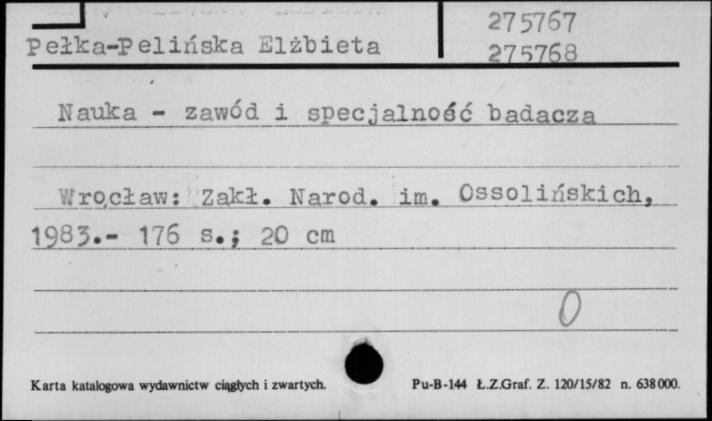 275767
Pełka-Pelińska Elżbieta
275768
Nauka - zawód i specjalność badacza
Wrocław: Zakł. Narod. im. Ossolińskich,
1983.- 176 s.; 20 cm
0
Karta katalogowa wydawnictw ciągłych i zwartych. Pu-B-144 Ł.Z.Graf. Z. 120/15/82 n. 638000.